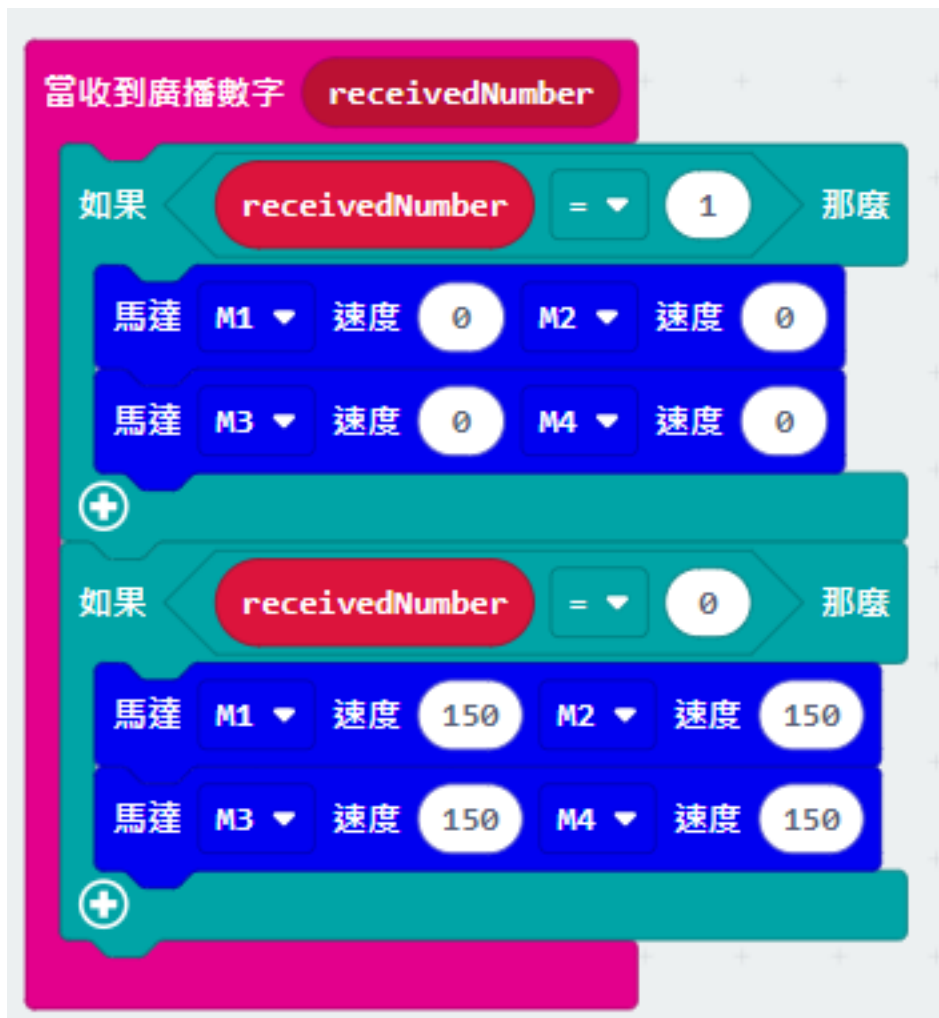 當收到廣播數字 receivedNumber
如果 receivedNumber = 1 那麼
馬達 M1 速度 0 M2 速度 0
馬達 M3 速度 0 M4 速度 0
如果 receivedNumber = 0 那麼
馬達 M1 速度 150 M2 速度 150
馬達 M3 速度 150 M4 速度 150